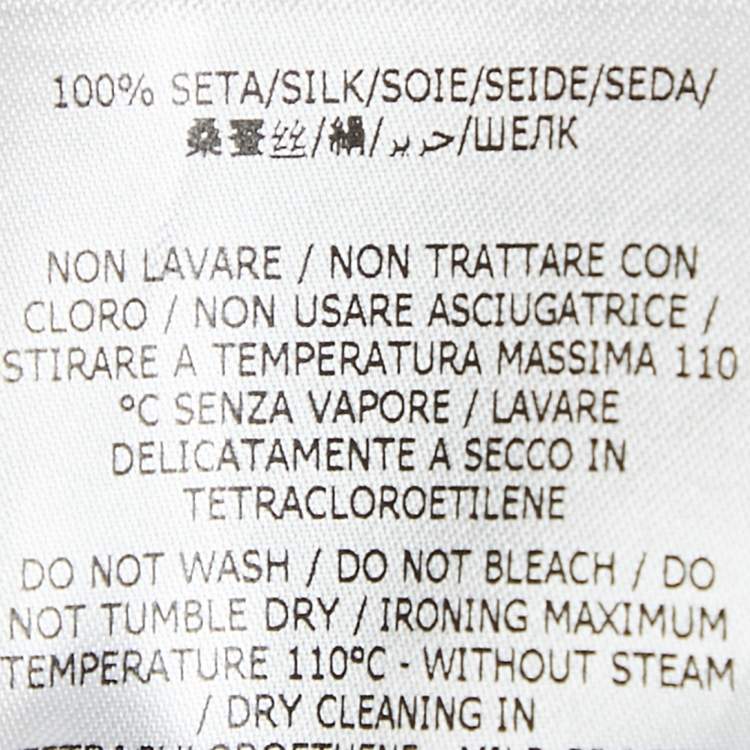 100% SETA/SILK/SOIE/SEIDE/SEDA/
桑蚕丝/絹/حرير/ШЕЛК
NON LAVARE / NON TRATTARE CON
CLORO / NON USARE ASCIUGATRICE /
STIRARE A TEMPERATURA MASSIMA 110
°C SENZA VAPORE / LAVARE
DELICATAMENTE A SECCO IN
TETRACLOROETILENE
DO NOT WASH / DO NOT BLEACH / DO
NOT TUMBLE DRY / IRONING MAXIMUM
TEMPERATURE 110°C - WITHOUT STEAM
/ DRY CLEANING IN